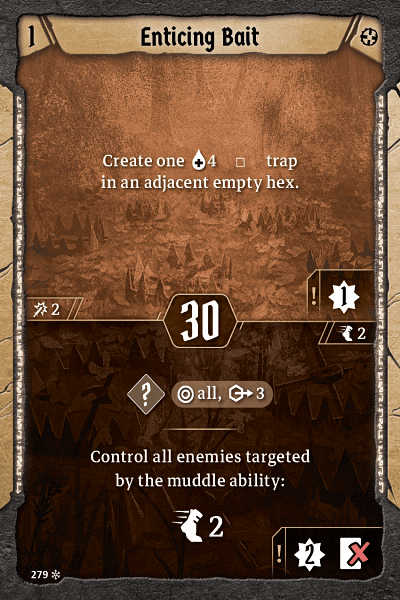 1
Enticing Bait
Create one 4 □ trap
in an adjacent empty hex.
! 1
2
30
2
? all, 3
Control all enemies targeted
by the muddle ability:
2
! 2
279